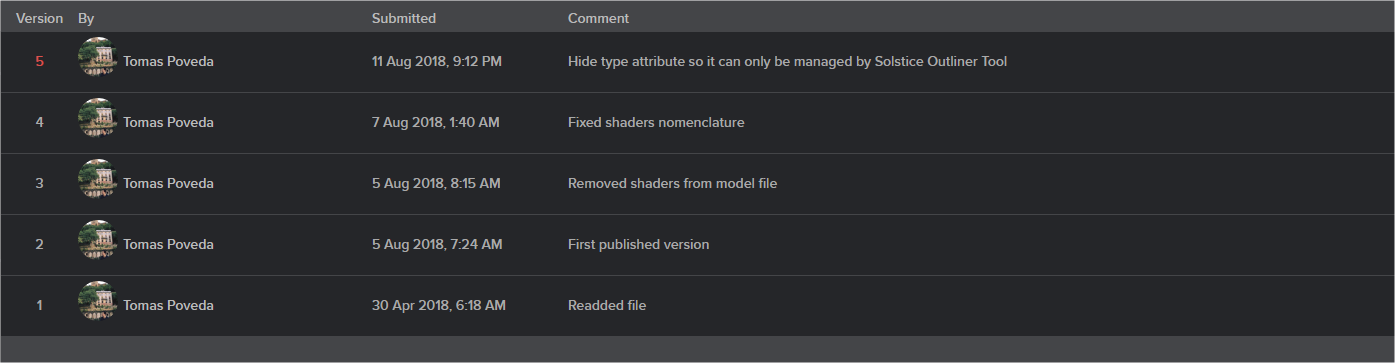 Version By Submitted Comment
5 Tomas Poveda 11 Aug 2018, 9:12 PM Hide type attribute so it can only be managed by Solstice Outliner Tool
4 Tomas Poveda 7 Aug 2018, 1:40 AM Fixed shaders nomenclature
3 Tomas Poveda 5 Aug 2018, 8:15 AM Removed shaders from model file
2 Tomas Poveda 5 Aug 2018, 7:24 AM First published version
1 Tomas Poveda 30 Apr 2018, 6:18 AM Readded file